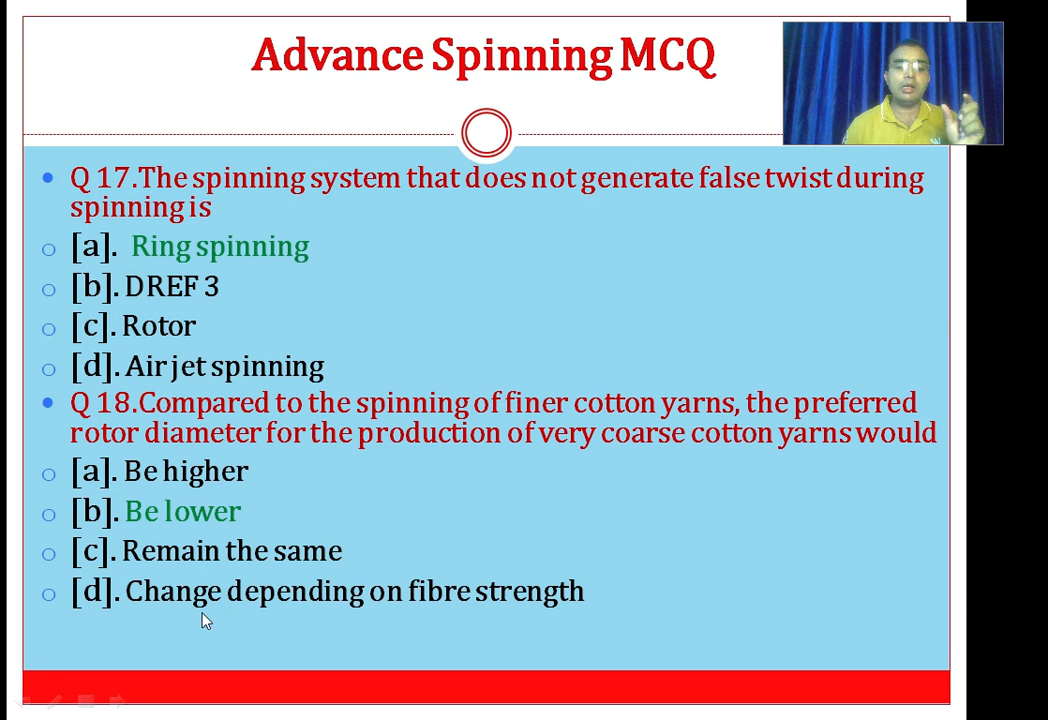 Advance Spinning MCQ
Q 17.The spinning system that does not generate false twist during
spinning is
[a]. Ring spinning
[b]. DREF 3
[c]. Rotor
[d]. Air jet spinning
Q 18.Compared to the spinning of finer cotton yarns, the preferred
rotor diameter for the production of very coarse cotton yarns would
[a]. Be higher
[b]. Be lower
[c]. Remain the same
[d]. Change depending on fibre strength